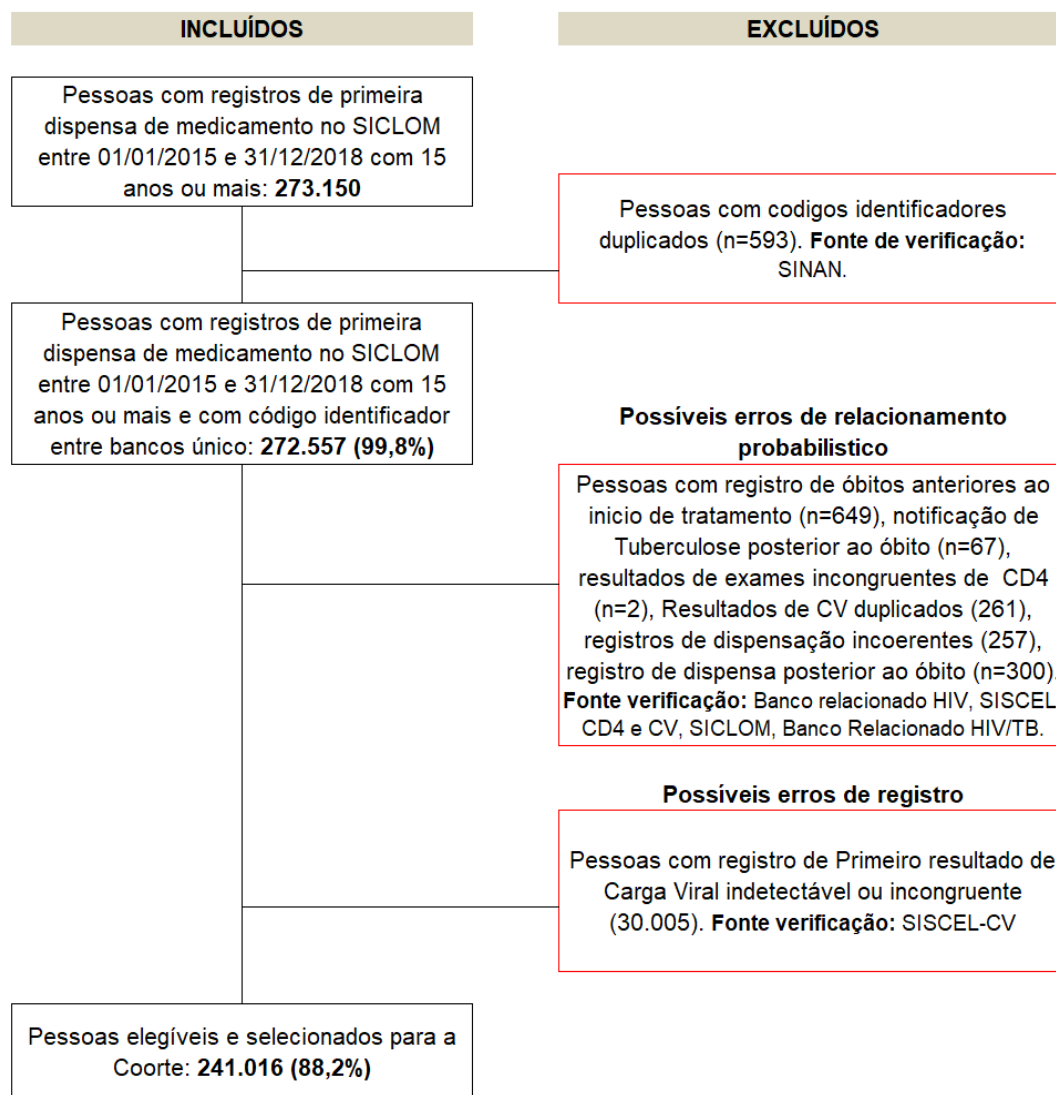 INCLUÍDOS
EXCLUÍDOS
Pessoas com registros de primeira
dispensa de medicamento no SICLOM
entre 01/01/2015 e 31/12/2018 com 15
anos ou mais: 273.150
Pessoas com codigos identificadores
duplicados (n=593). Fonte de verificação:
SINAN.
Pessoas com registros de primeira
dispensa de medicamento no SICLOM
entre 01/01/2015 e 31/12/2018 com 15
anos ou mais e com código identificador
entre bancos único: 272.557 (99,8%)
Possíveis erros de relacionamento
probabilistico
Pessoas com registro de óbitos anteriores ao
inicio de tratamento (n=649), notificação de
Tuberculose posterior ao óbito (n=67),
resultados de exames incongruentes de CD4
(n=2), Resultados de CV duplicados (261),
registros de dispensação incoerentes (257),
registro de dispensa posterior ao óbito (n=300).
Fonte verificação: Banco relacionado HIV, SISCEL
CD4 e CV, SICLOM, Banco Relacionado HIV/TB.
Possíveis erros de registro
Pessoas com registro de Primeiro resultado de
Carga Viral indetectável ou incongruente
(30.005). Fonte verificação: SISCEL-CV
Pessoas elegíveis e selecionados para a
Coorte: 241.016 (88,2%)